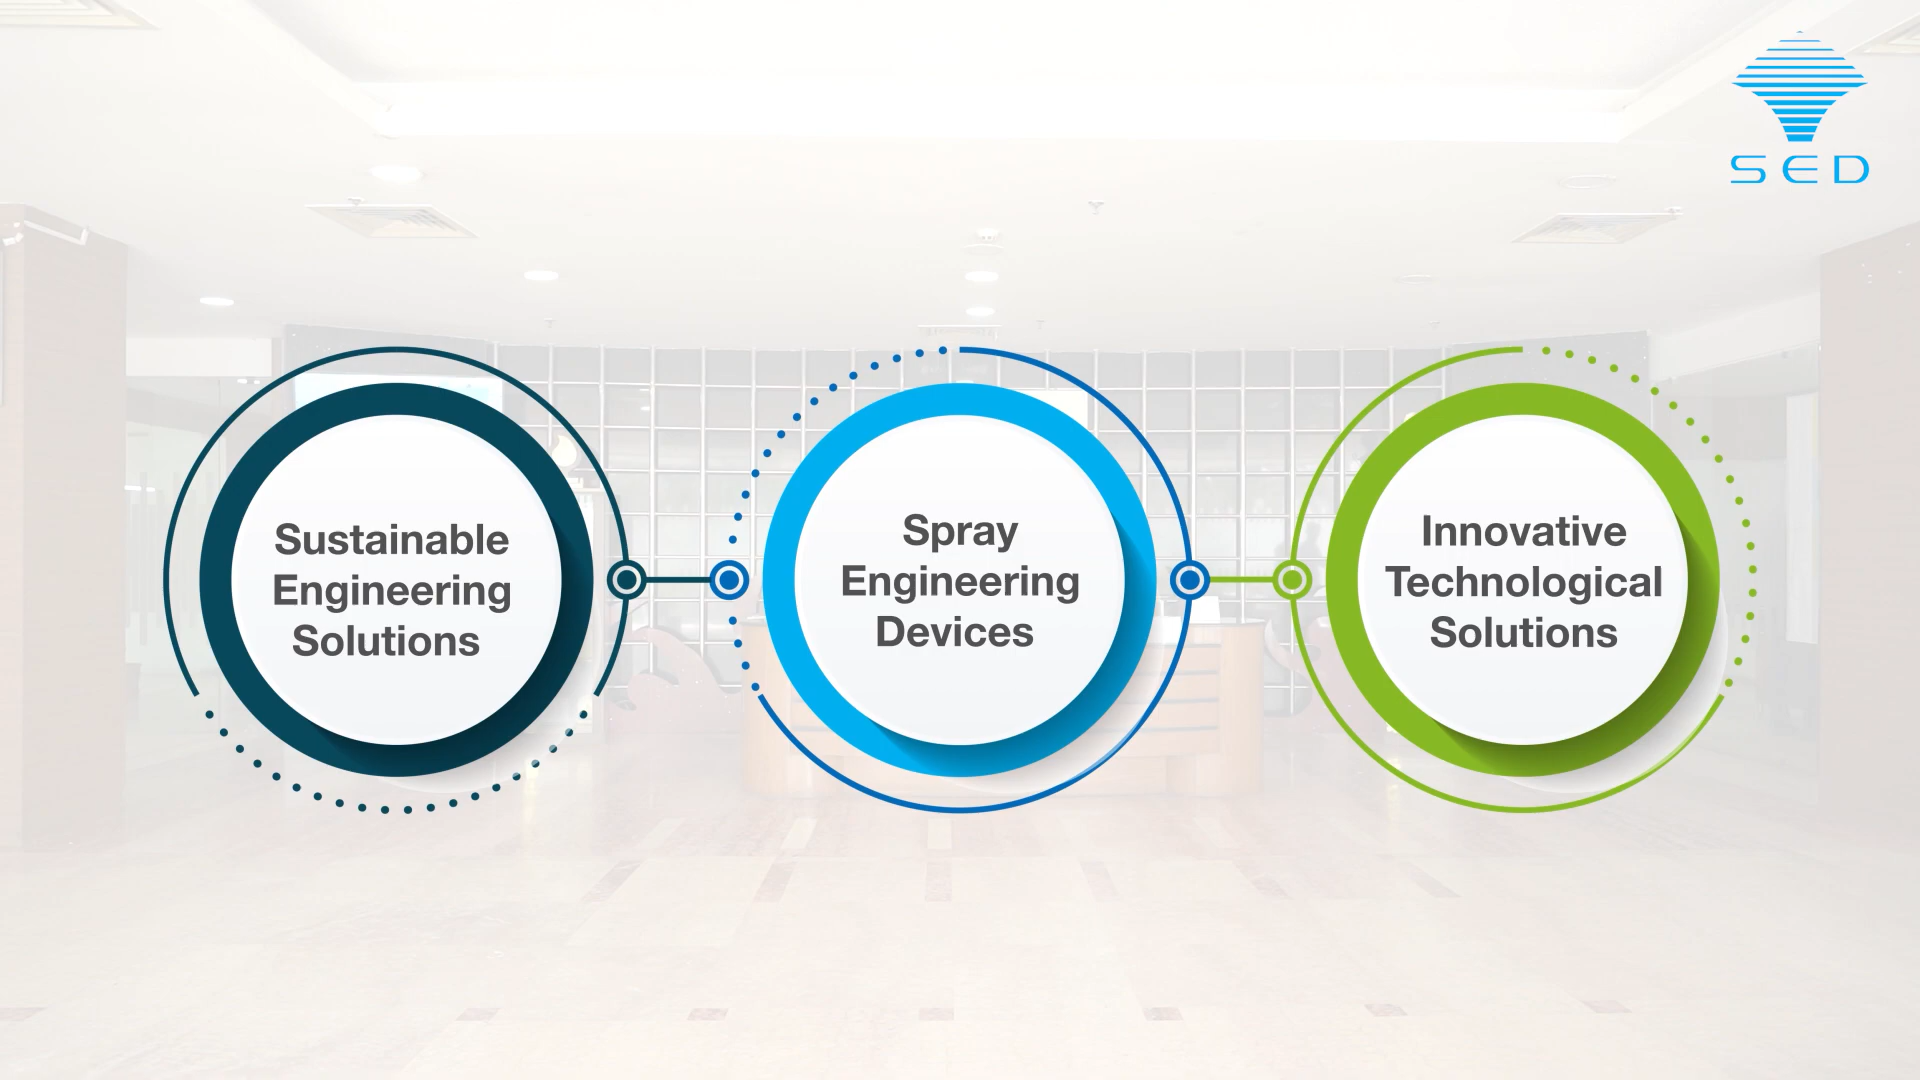 SED
Sustainable
Engineering
Solutions
Spray
Engineering
Devices
Innovative
Technological
Solutions